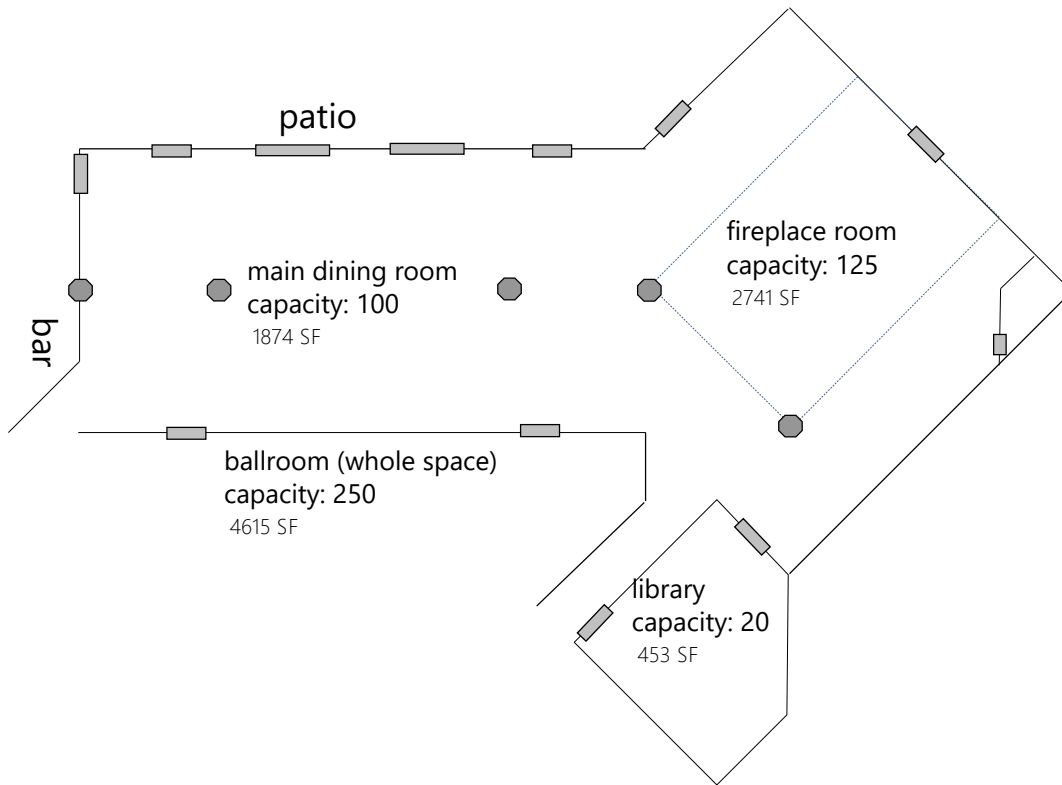 patio
fireplace room
capacity: 125
2741 SF
main dining room
capacity: 100
1874 SF
bar
ballroom (whole space)
capacity: 250
4615 SF
library
capacity: 20
453 SF